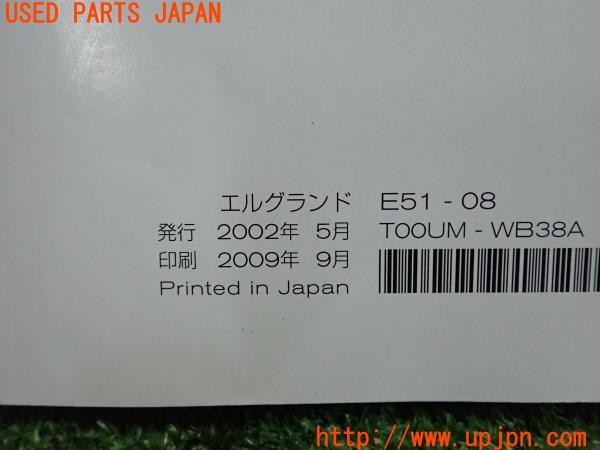 USED PARTS JAPAN
エルグランド E51 - 08
発行 2002年 5月 T00UM - WB38A
印刷 2009年 9月
Printed in Japan
http://www.upjpn.com